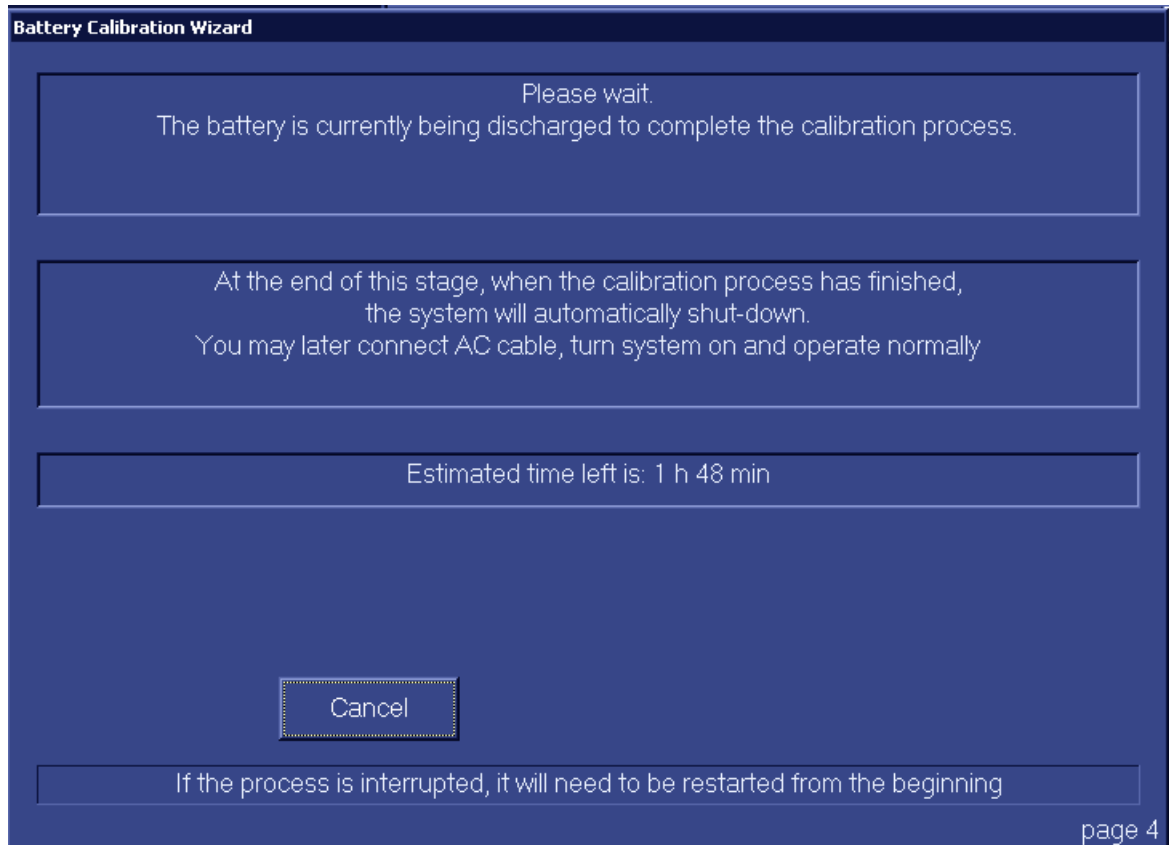 Battery Calibration Wizard
Please wait.
The battery is currently being discharged to complete the calibration process.
At the end of this stage, when the calibration process has finished,
the system will automatically shut-down.
You may later connect AC cable, turn system on and operate normally
Estimated time left is: 1 h 48 min
Cancel
If the process is interrupted, it will need to be restarted from the beginning
page 4